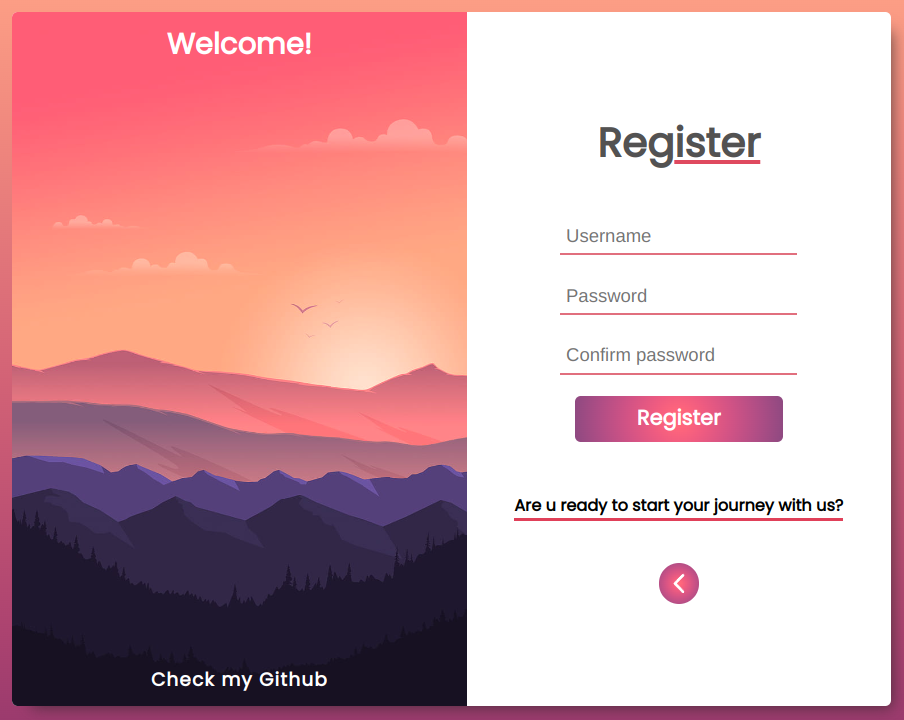 Welcome!
Check my Github
Register
Username
Password
Confirm password
Register
Are u ready to start your journey with us?